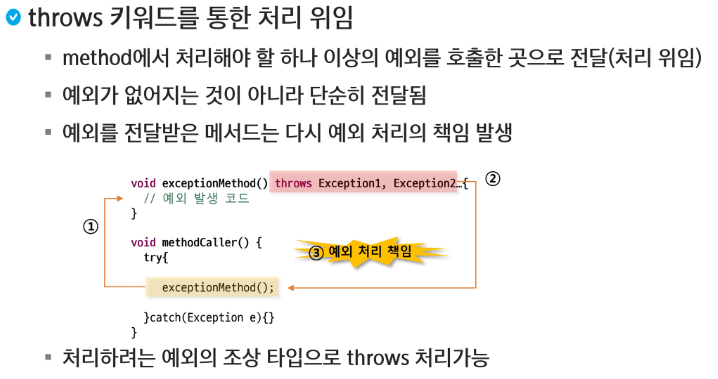 throws 키워드를 통한 처리 위임
method에서 처리해야 할 하나 이상의 예외를 호출한 곳으로 전달(처리 위임)
예외가 없어지는 것이 아니라 단순히 전달됨
예외를 전달받은 메서드는 다시 예외 처리의 책임 발생
void exceptionMethod() throws Exception1, Exception2…{ ②
// 예외 발생 코드
}
①
void methodCaller() {
③ 예외 처리 책임
try{
exceptionMethod();
}catch(Exception e){}
}
처리하려는 예외의 조상 타입으로 throws 처리가능